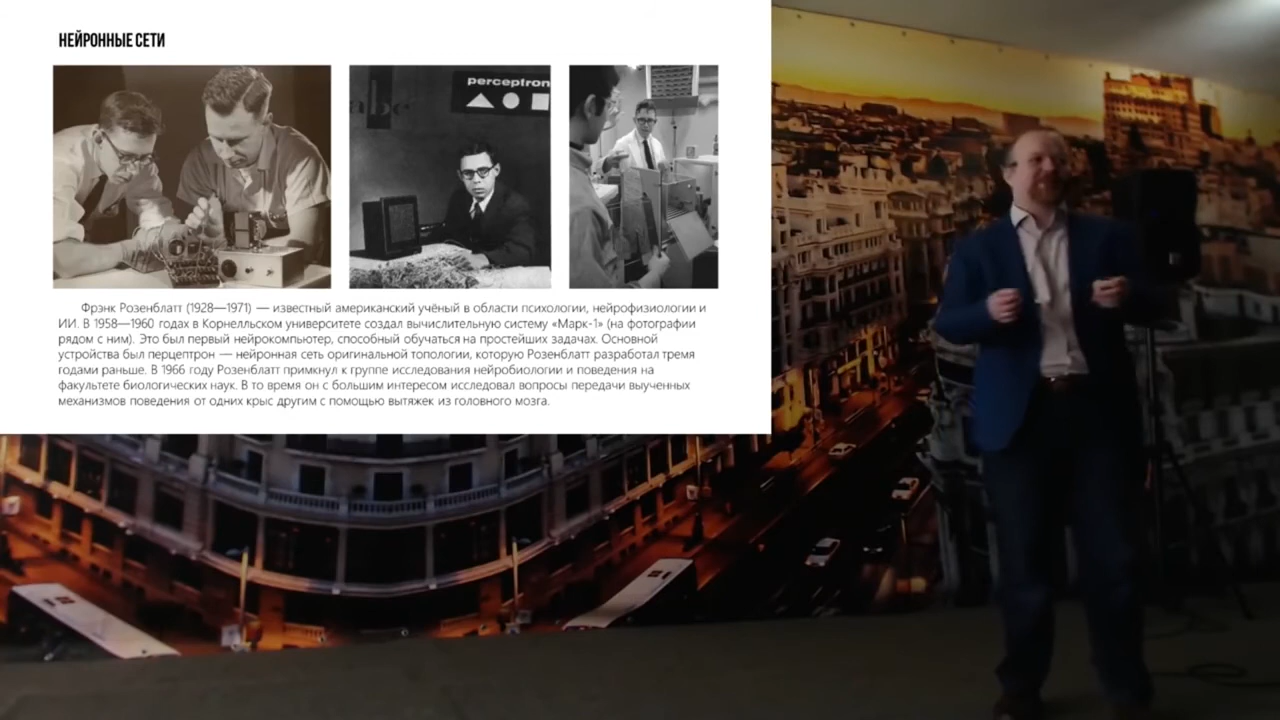 НЕЙРОННЫЕ СЕТИ
abc
perceptron
Фрэнк Розенблатт (1928—1971) — известный американский учёный в области психологии, нейрофизиологии и
ИИ. В 1958—1960 годах в Корнелльском университете создал вычислительную систему «Марк-1» (на фотографии
рядом с ним). Это был первый нейрокомпьютер, способный обучаться на простейших задачах. Основной
устройства был перцептрон — нейронная сеть оригинальной топологии, которую Розенблатт разработал тремя
годами раньше. В 1966 году Розенблатт примкнул к группе исследования нейробиологии и поведения на
факультете биологических наук. В то время он с большим интересом исследовал вопросы передачи выученных
механизмов поведения от одних крыс другим с помощью вытяжек из головного мозга.